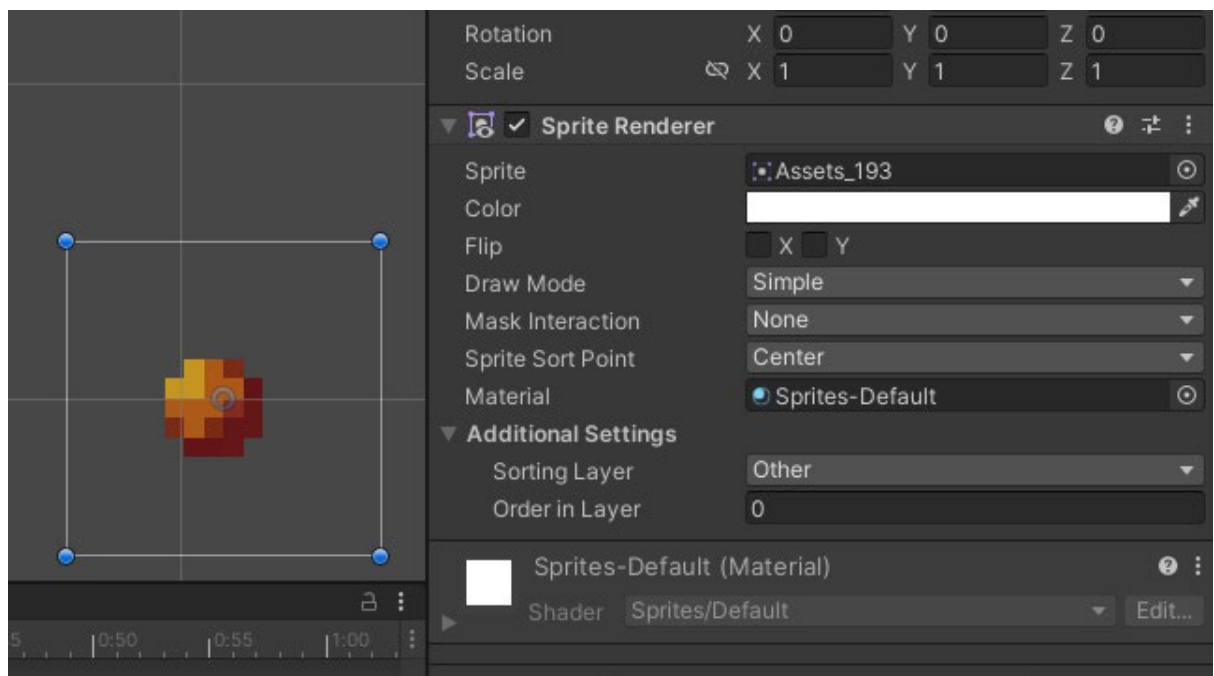 Rotation X 0 Y 0 Z 0
Scale X 1 Y 1 Z 1
Sprite Renderer
Sprite Assets_193
Color
Flip X Y
Draw Mode Simple
Mask Interaction None
Sprite Sort Point Center
Material Sprites-Default
Additional Settings
Sorting Layer Other
Order in Layer 0
Sprites-Default (Material)
Shader Sprites/Default Edit...
5 0:50 0:55 1:00